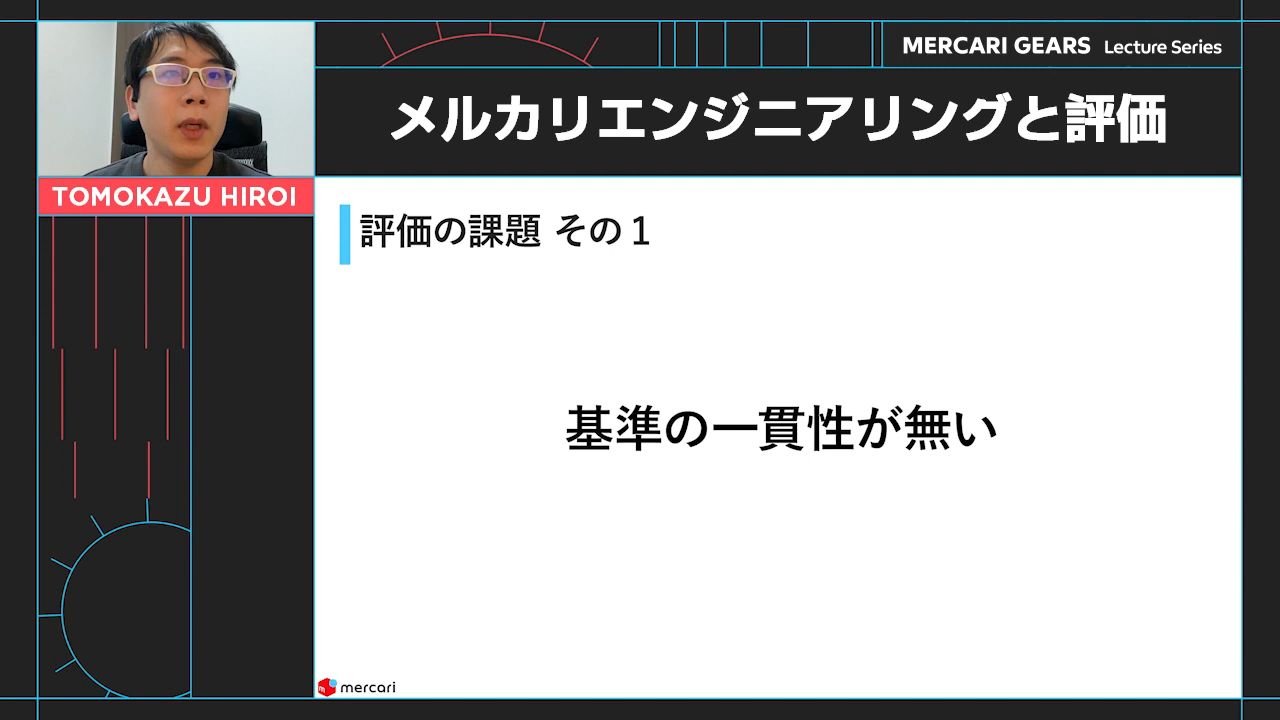 MERCARI GEARS Lecture Series
メルカリエンジニアリングと評価
TOMOKAZU HIROI
評価の課題 その１
基準の一貫性が無い
mercari